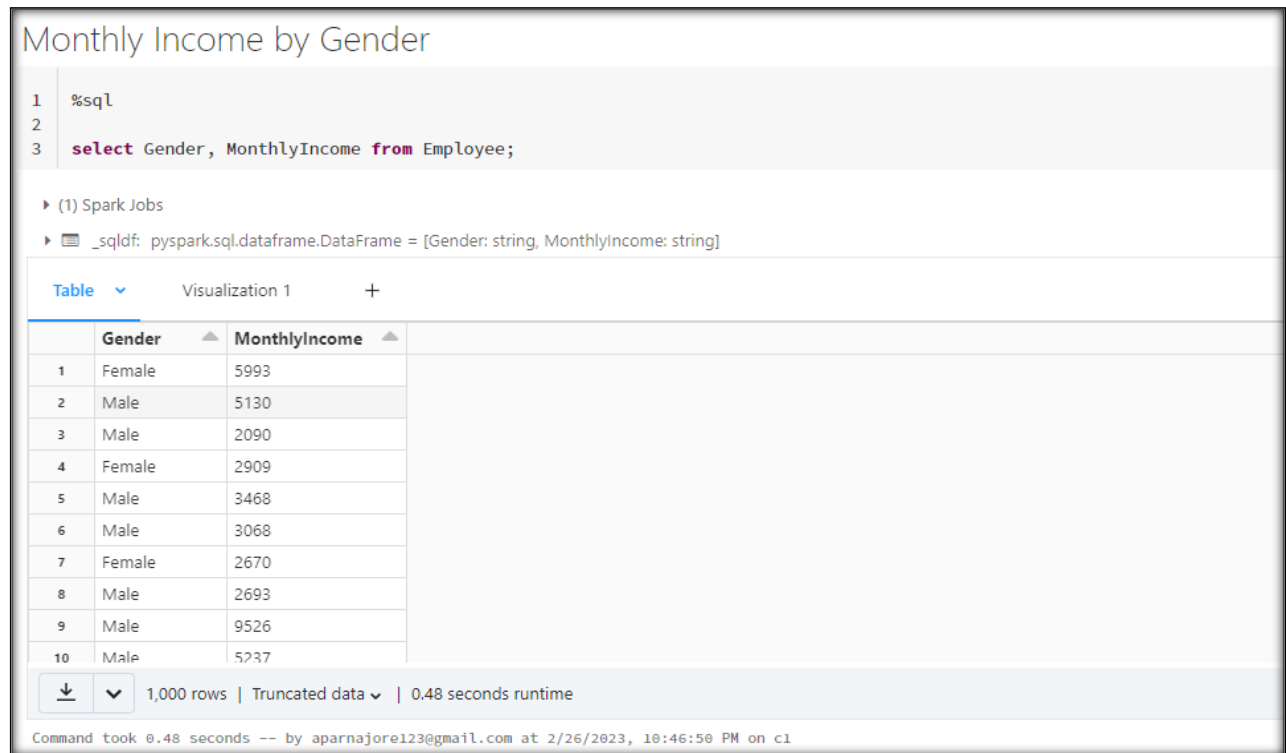 Monthly Income by Gender
1 %sql
2
3 select Gender, MonthlyIncome from Employee;
(1) Spark Jobs
_sqldf: pyspark.sql.dataframe.DataFrame = [Gender: string, MonthlyIncome: string]
Table Visualization 1 +
Gender MonthlyIncome
1 Female 5993
2 Male 5130
3 Male 2090
4 Female 2909
5 Male 3468
6 Male 3068
7 Female 2670
8 Male 2693
9 Male 9526
10 Male 5237
1,000 rows | Truncated data | 0.48 seconds runtime
Command took 0.48 seconds -- by aparnajore123@gmail.com at 2/26/2023, 10:46:50 PM on c1